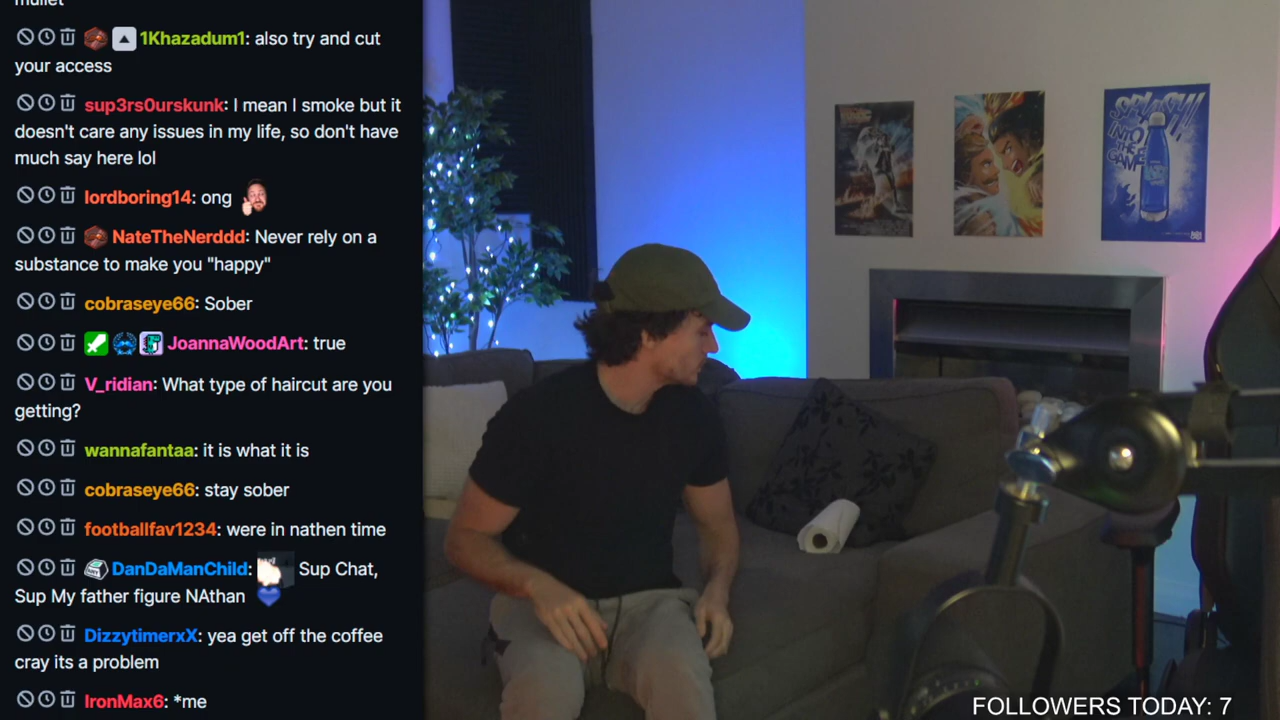 mullet
1Khazadum1: also try and cut
your access
sup3rs0urskunk: I mean I smoke but it
doesn't care any issues in my life, so don't have
much say here lol
lordboring14: ong
NateTheNerddd: Never rely on a
substance to make you "happy"
cobraseye66: Sober
JoannaWoodArt: true
V_ridian: What type of haircut are you
getting?
wannafantaa: it is what it is
cobraseye66: stay sober
footballfav1234: were in nathen time
DanDaManChild: Sup Chat,
Sup My father figure NAthan
DizzytimerxX: yea get off the coffee
cray its a problem
IronMax6: *me
SPLASH!
INTO
THE
GAME
FOLLOWERS TODAY: 7